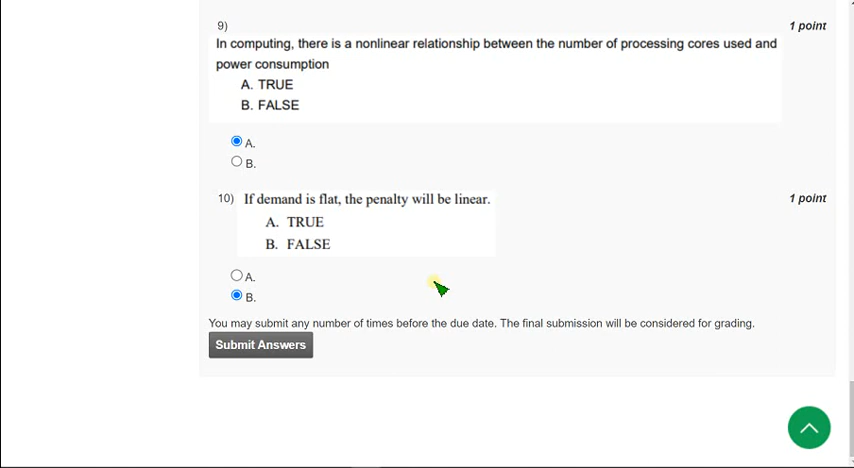 9)
1 point
In computing, there is a nonlinear relationship between the number of processing cores used and
power consumption
A. TRUE
B. FALSE
A.
B.
10) If demand is flat, the penalty will be linear.
1 point
A. TRUE
B. FALSE
A.
B.
You may submit any number of times before the due date. The final submission will be considered for grading.
Submit Answers